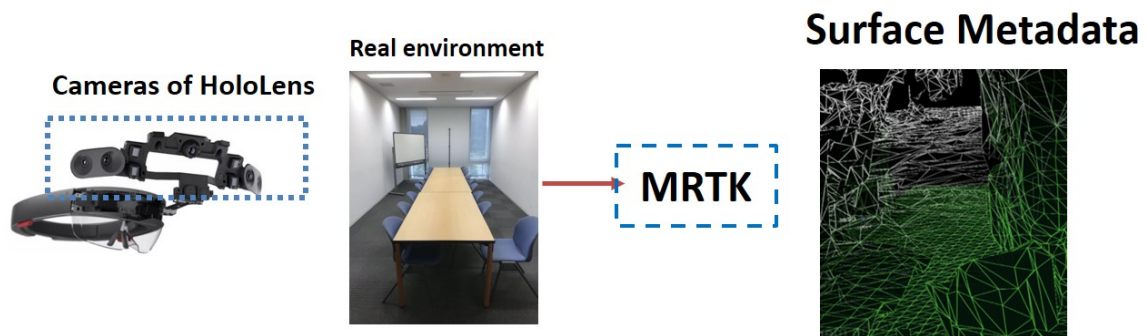 Cameras of HoloLens
Real environment
MRTK
Surface Metadata